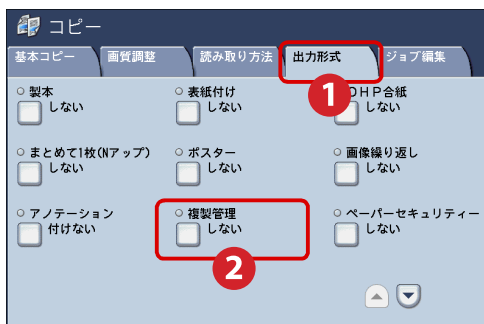 コピー
基本コピー 画質調整 読み取り方法 出力形式 ジョブ編集
1
製本 表紙付け OHP合紙
しない しない しない
まとめて1枚(Nアップ) ポスター 画像繰り返し
しない しない しない
アノテーション 複製管理 ペーパーセキュリティー
付けない しない しない
2